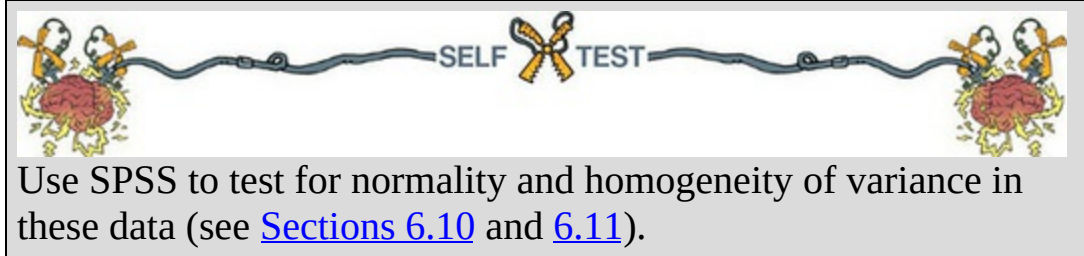 SELF TEST
Use SPSS to test for normality and homogeneity of variance in
these data (see Sections 6.10 and 6.11).